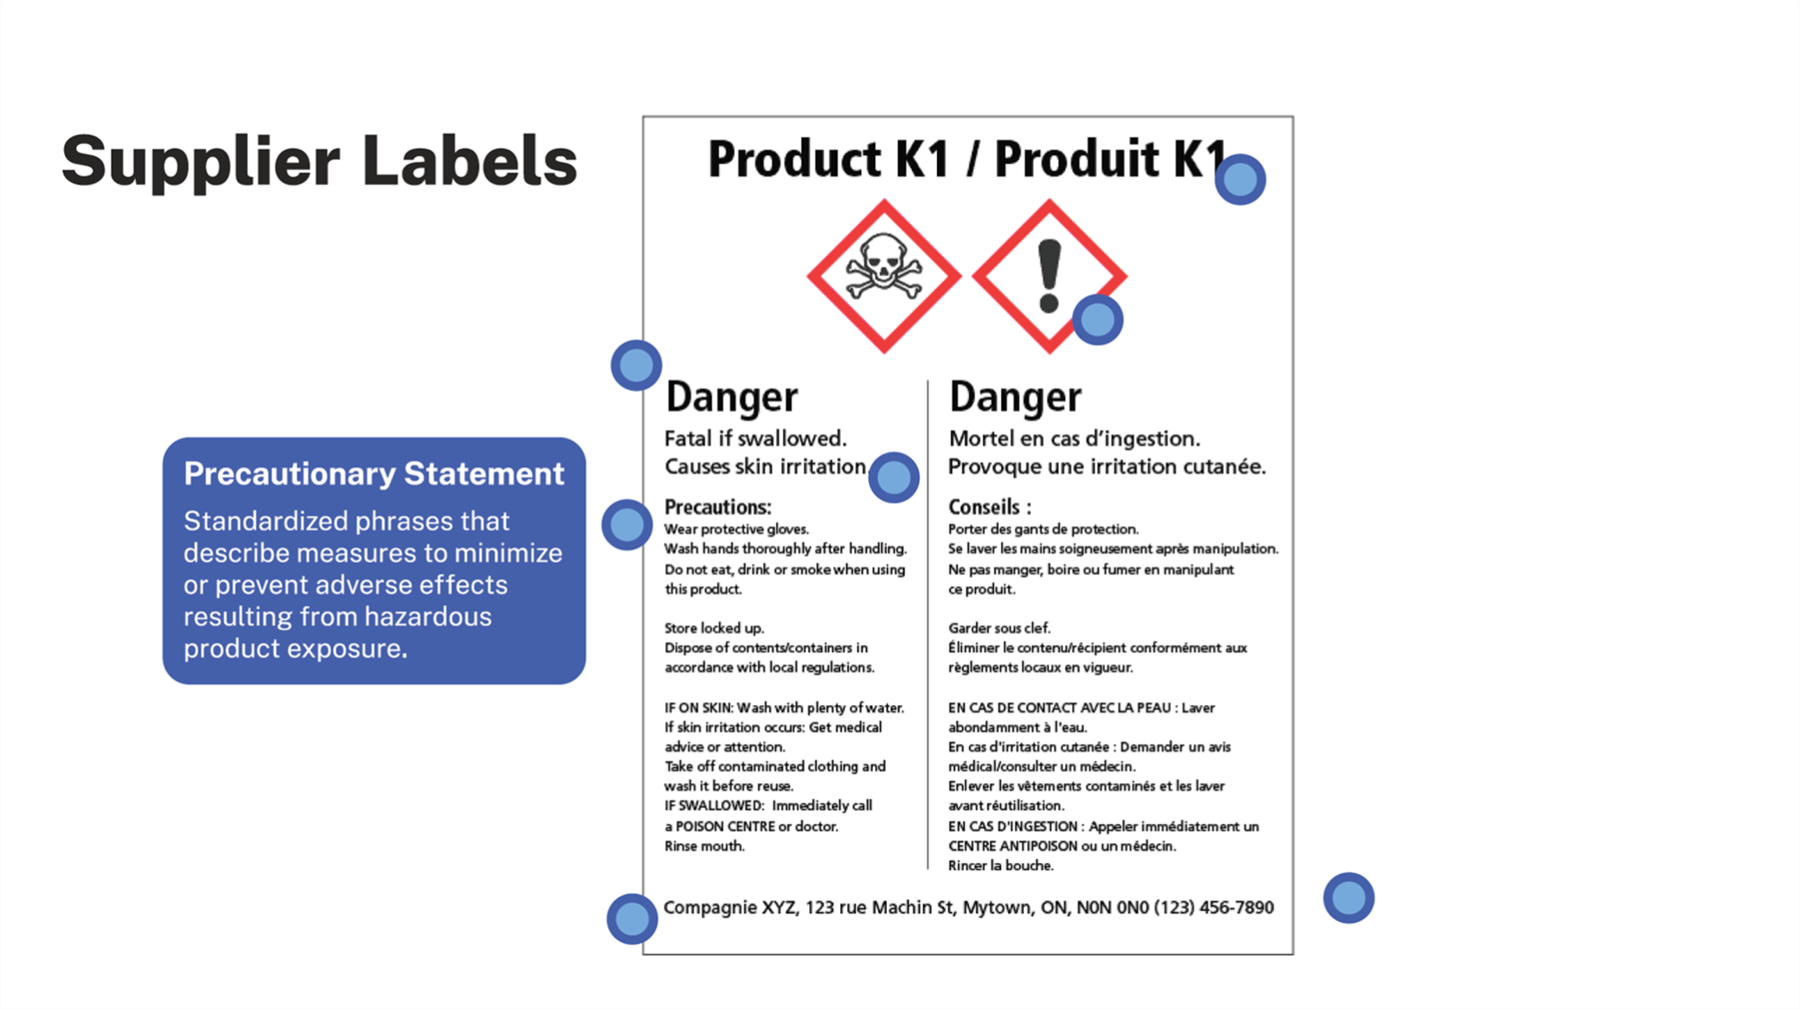 Supplier Labels
Precautionary Statement
Standardized phrases that
describe measures to minimize
or prevent adverse effects
resulting from hazardous
product exposure.
Product K1 / Produit K1
Danger
Fatal if swallowed.
Causes skin irritation.
Precautions:
Wear protective gloves.
Wash hands thoroughly after handling.
Do not eat, drink or smoke when using
this product.
Store locked up.
Dispose of contents/containers in
accordance with local regulations.
IF ON SKIN: Wash with plenty of water.
If skin irritation occurs: Get medical
advice or attention.
Take off contaminated clothing and
wash it before reuse.
IF SWALLOWED: Immediately call
a POISON CENTRE or doctor.
Rinse mouth.
Danger
Mortel en cas d’ingestion.
Provoque une irritation cutanée.
Conseils :
Porter des gants de protection.
Se laver les mains soigneusement après manipulation.
Ne pas manger, boire ou fumer en manipulant
ce produit.
Garder sous clef.
Éliminer le contenu/récipient conformément aux
règlements locaux en vigueur.
EN CAS DE CONTACT AVEC LA PEAU : Laver
abondamment à l'eau.
En cas d'irritation cutanée : Demander un avis
médical/consulter un médecin.
Enlever les vêtements contaminés et les laver
avant réutilisation.
EN CAS D'INGESTION : Appeler immédiatement un
CENTRE ANTIPOISON ou un médecin.
Rincer la bouche.
Compagnie XYZ, 123 rue Machin St, Mytown, ON, N0N 0N0 (123) 456-7890